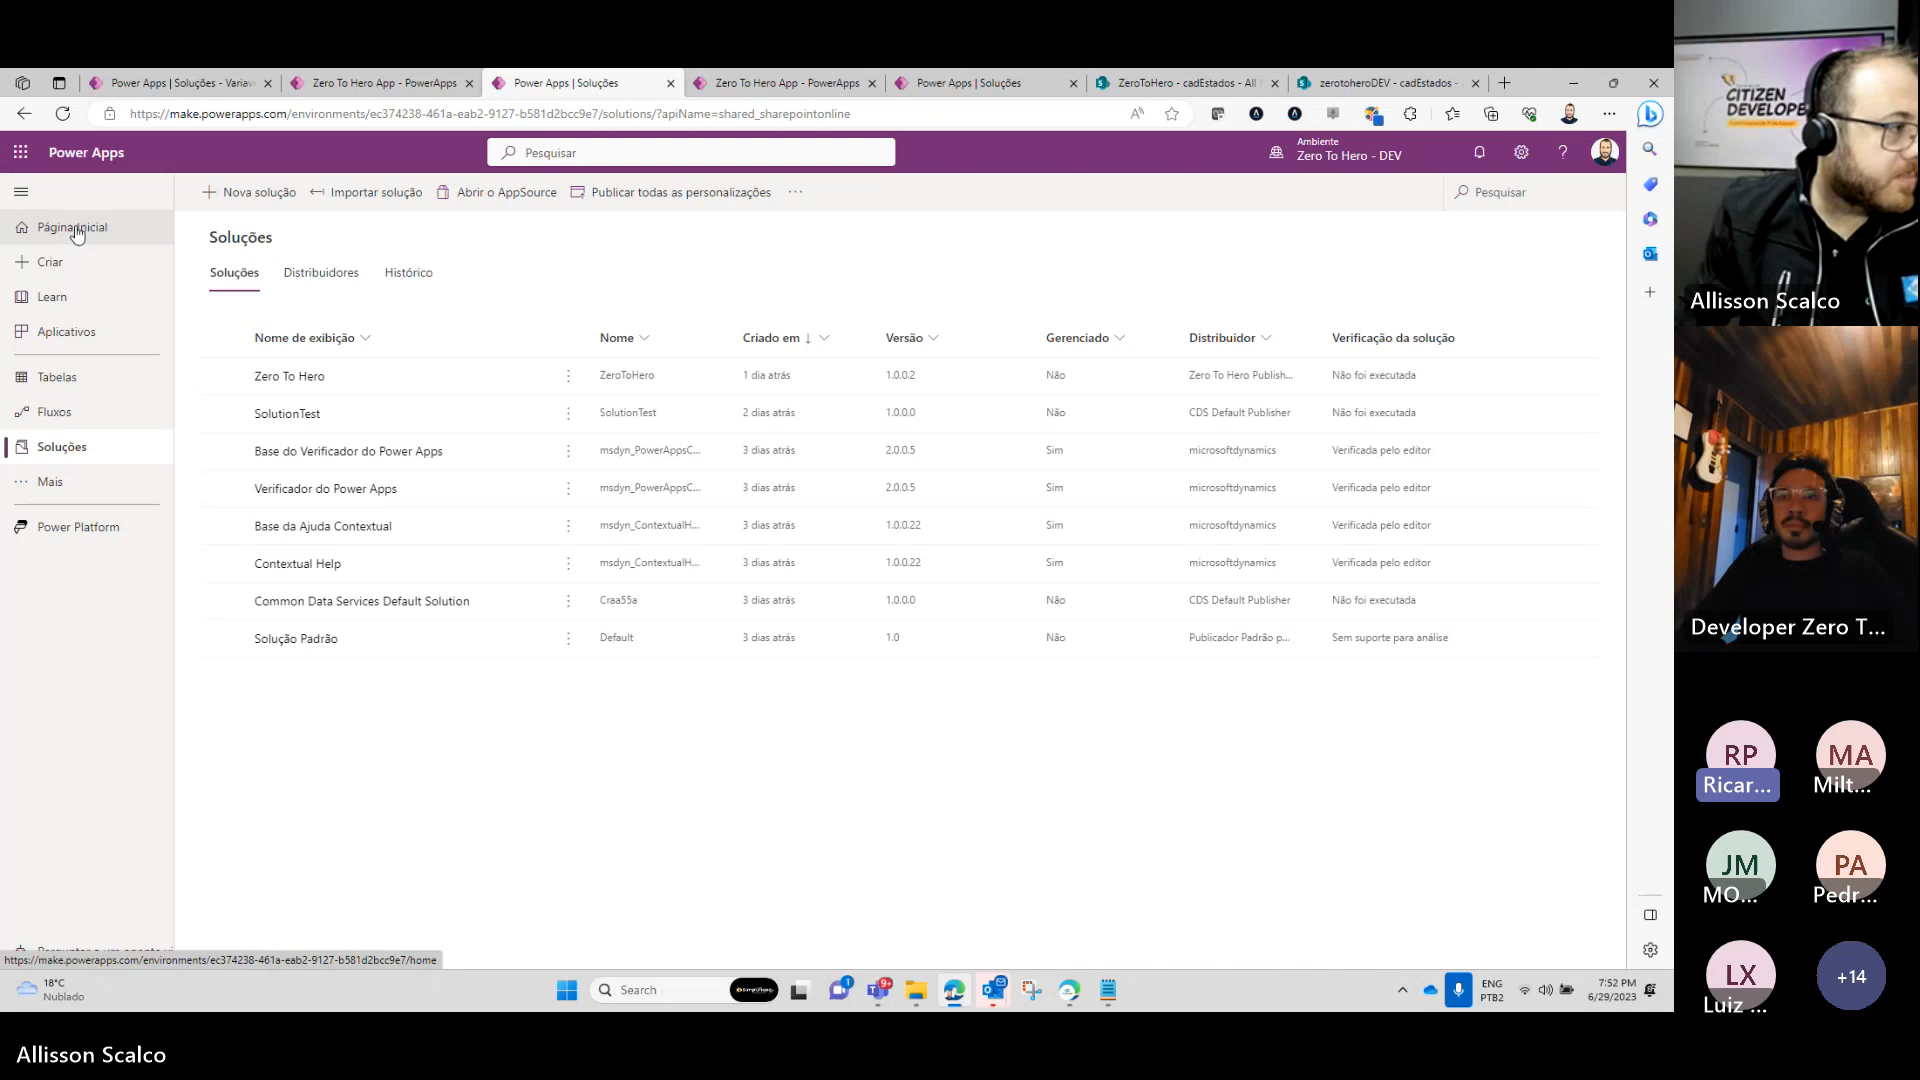 Power Apps | Soluções - Variav
Zero To Hero App - PowerApps
Power Apps | Soluções
Zero To Hero App - PowerApps
Power Apps | Soluções
ZeroToHero - cadEstados - All
zerotoheroDEV - cadEstados -
https://make.powerapps.com/environments/ec374238-461a-eab2-9127-b581d2bcc9e7/solutions/?apiName=shared_sharepointonline
Power Apps
Pesquisar
Ambiente
Zero To Hero - DEV
Nova solução
Importar solução
Abrir o AppSource
Publicar todas as personalizações
Pesquisar
Página inicial
Criar
Learn
Aplicativos
Tabelas
Fluxos
Soluções
Mais
Power Platform
Soluções
Soluções Distribuidores Histórico
Nome de exibição Nome Criado em Versão Gerenciado Distribuidor Verificação da solução
Zero To Hero ZeroToHero 1 dia atrás 1.0.0.2 Não Zero To Hero Publish... Não foi executada
SolutionTest SolutionTest 2 dias atrás 1.0.0.0 Não CDS Default Publisher Não foi executada
Base do Verificador do Power Apps msdyn_PowerAppsC... 3 dias atrás 2.0.0.5 Sim microsoftdynamics Verificada pelo editor
Verificador do Power Apps msdyn_PowerAppsC... 3 dias atrás 2.0.0.5 Sim microsoftdynamics Verificada pelo editor
Base da Ajuda Contextual msdyn_ContextualH... 3 dias atrás 1.0.0.22 Sim microsoftdynamics Verificada pelo editor
Contextual Help msdyn_ContextualH... 3 dias atrás 1.0.0.22 Sim microsoftdynamics Verificada pelo editor
Common Data Services Default Solution Craa55a 3 dias atrás 1.0.0.0 Não CDS Default Publisher Não foi executada
Solução Padrão Default 3 dias atrás 1.0 Não Publicador Padrão p... Sem suporte para análise
https://make.powerapps.com/environments/ec374238-461a-eab2-9127-b581d2bcc9e7/home
18°C
Nublado
Search
1
9+
ENG
PTB2
7:52 PM
6/29/2023
CITIZEN
DEVELOPE
Allisson Scalco
Developer Zero T...
RP
Ricar...
MA
Milt...
JM
MO...
PA
Pedr...
LX
Luiz ...
+14
Allisson Scalco